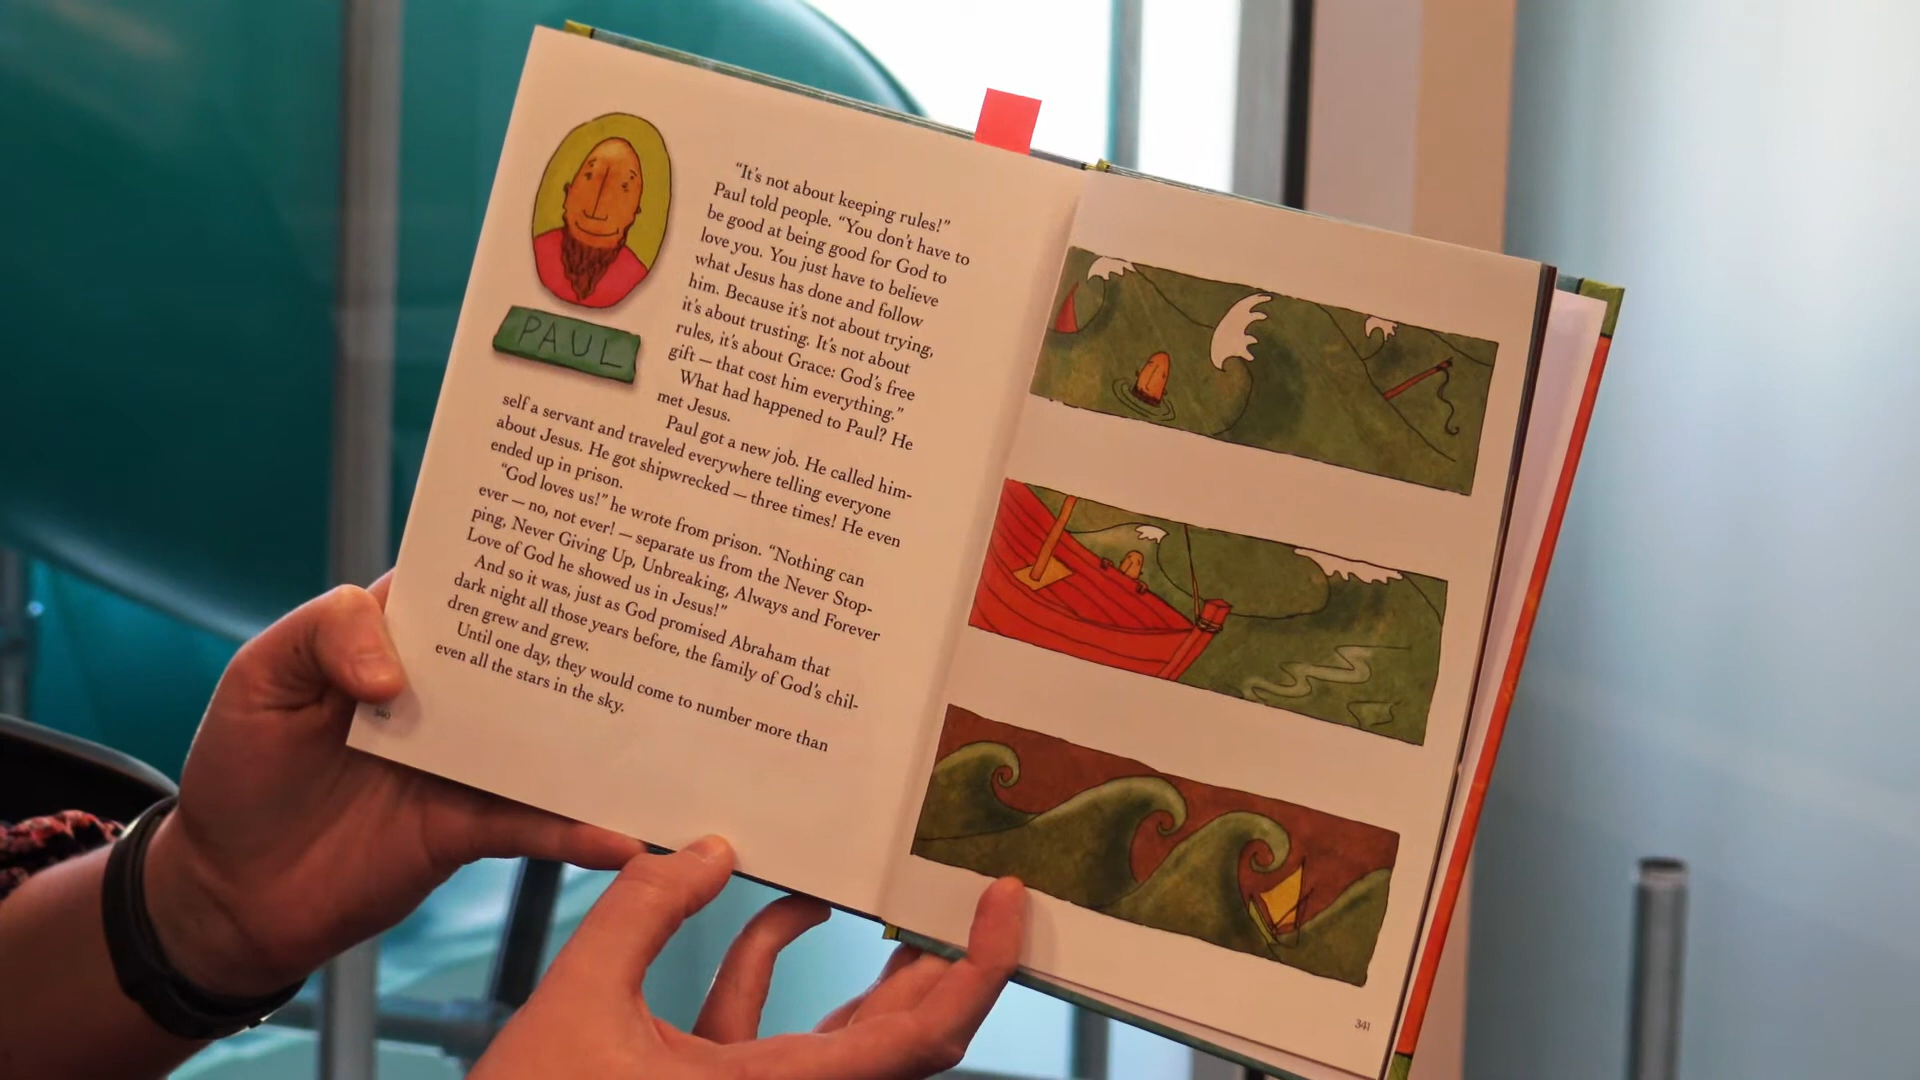 PAUL
“It's not about keeping rules!”
Paul told people. “You don't have to
be good at being good for God to
love you. You just have to believe
what Jesus has done and follow
him. Because it's not about trying,
it's about trusting. It's not about
rules, it's about Grace: God's free
gift — that cost him everything.”
What had happened to Paul? He
met Jesus.
Paul got a new job. He called him-
self a servant and traveled everywhere telling everyone
about Jesus. He got shipwrecked — three times! He even
ended up in prison.
“God loves us!” he wrote from prison. “Nothing can
ever — no, not ever! — separate us from the Never Stop-
ping, Never Giving Up, Unbreaking, Always and Forever
Love of God he showed us in Jesus!”
And so it was, just as God promised Abraham that
dark night all those years before, the family of God's chil-
dren grew and grew.
Until one day, they would come to number more than
even all the stars in the sky.
340
341